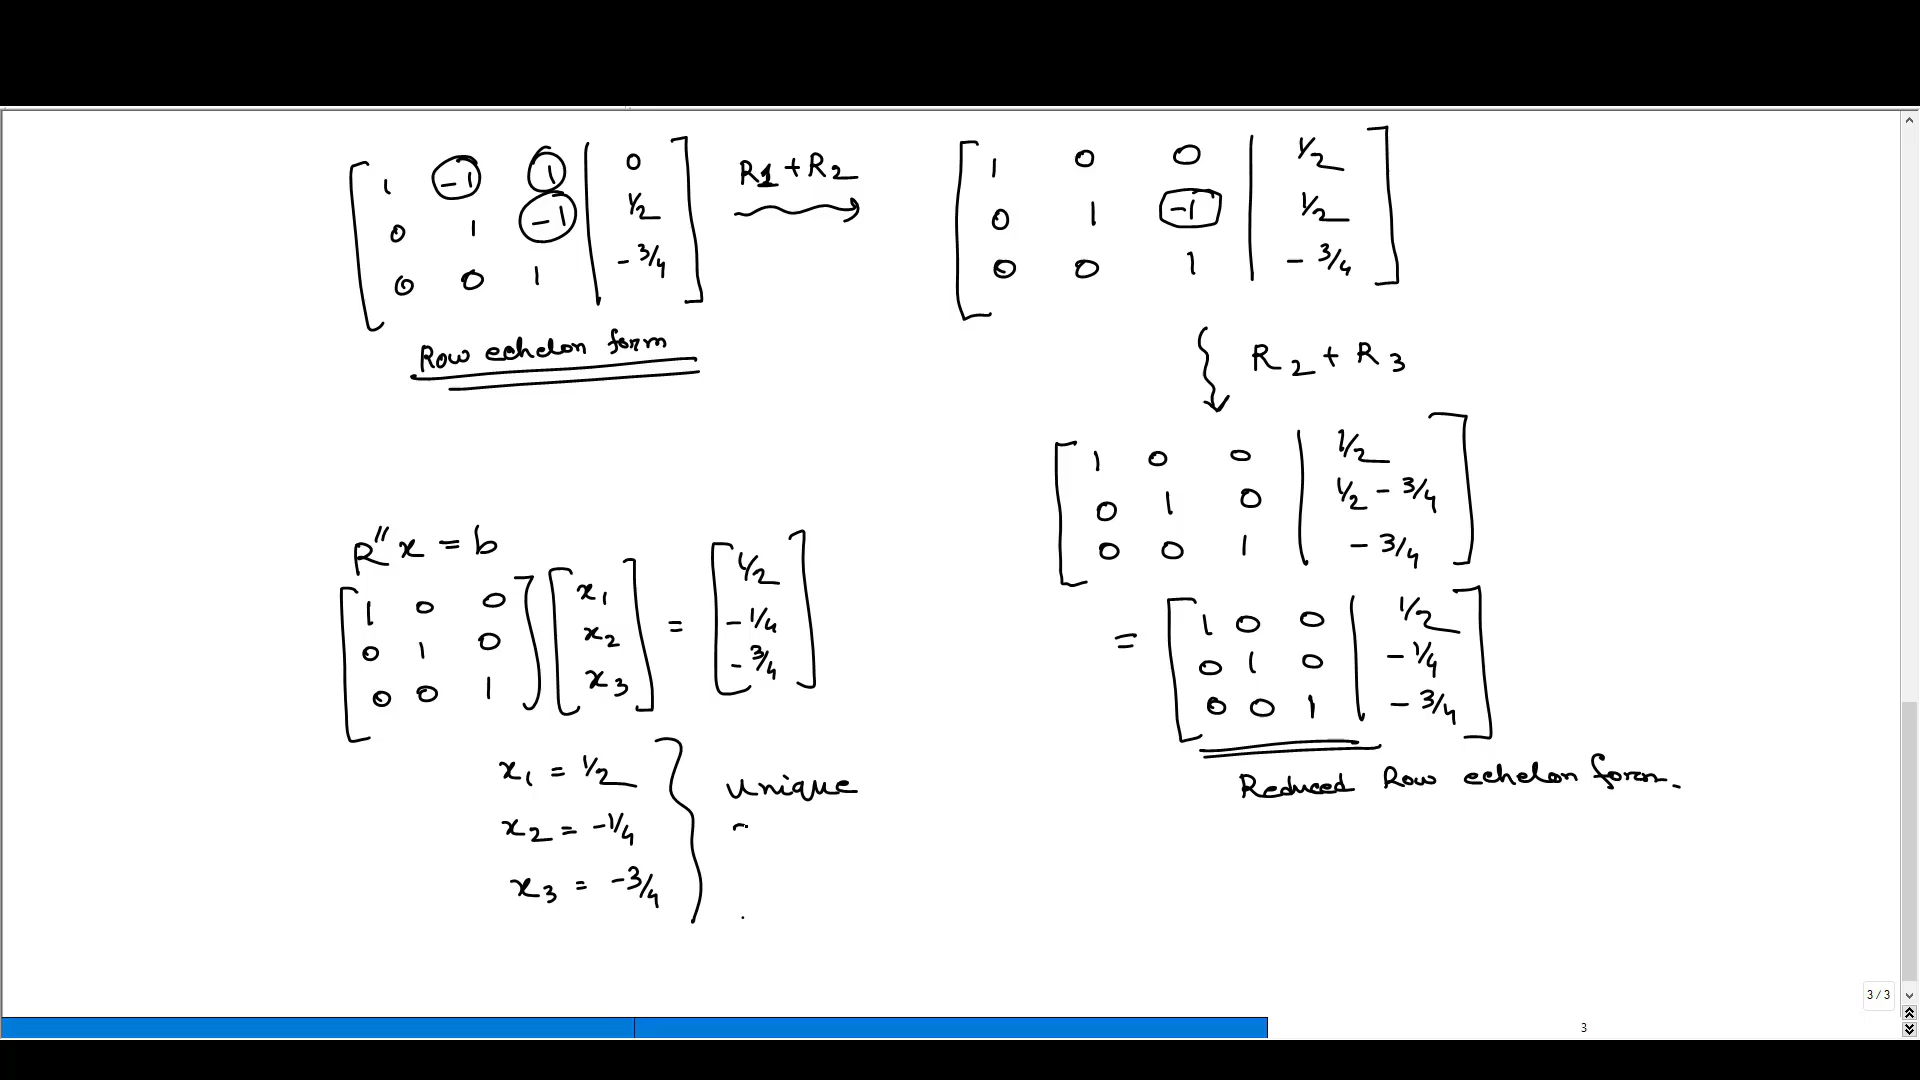 [ 1 -1 1 | 0 ]
[ 0 1 -1 | 1/2 ]
[ 0 0 1 | -3/4 ]
Row echelon form
R1 + R2
[ 1 0 0 | 1/2 ]
[ 0 1 -1 | 1/2 ]
[ 0 0 1 | -3/4 ]
R2 + R3
[ 1 0 0 | 1/2 ]
[ 0 1 0 | 1/2 - 3/4 ]
[ 0 0 1 | -3/4 ]
= [ 1 0 0 | 1/2 ]
[ 0 1 0 | -1/4 ]
[ 0 0 1 | -3/4 ]
Reduced Row echelon form.
R″x = b
[ 1 0 0 ] [ x1 ] [ 1/2 ]
[ 0 1 0 ] [ x2 ] = [ -1/4 ]
[ 0 0 1 ] [ x3 ] [ -3/4 ]
x1 = 1/2
x2 = -1/4
x3 = -3/4
} unique
3 / 3
3